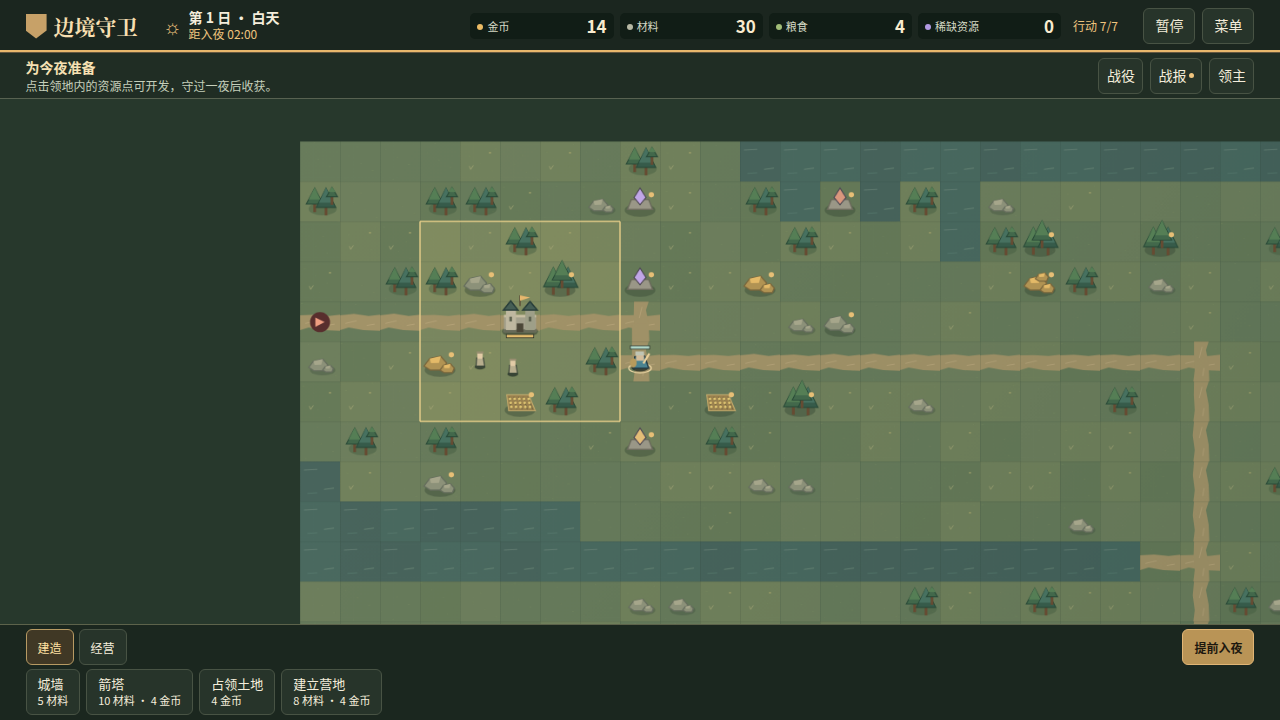 边境守卫
第 1 日 · 白天
距入夜 02:00
金币 14
材料 30
粮食 4
稀缺资源 0
行动 7/7
暂停
菜单
为今夜准备
点击领地内的资源点可开发，守过一夜后收获。
战役
战报
领主
建造
经营
提前入夜
城墙
5 材料
箭塔
10 材料 · 4 金币
占领土地
4 金币
建立营地
8 材料 · 4 金币